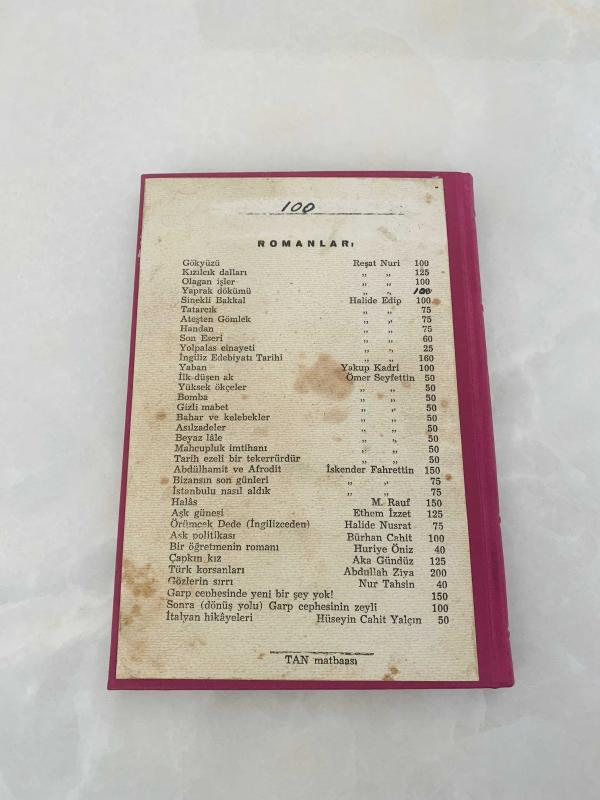 100
ROMANLARı
Gökyüzü Reşat Nuri 100
Kızılcık dalları „ „ 125
Olagan işler „ „ 100
Yaprak dökümü „ „ 100
Sinekli Bakkal Halide Edip 100
Tatarcık „ „ 75
Ateşten Gömlek „ „ 75
Handan „ „ 75
Son Eseri „ „ 60
Yolpalas cinayeti „ „ 25
İngiliz Edebiyatı Tarihi „ „ 160
Yaban Yakup Kadri 100
İlk düşen ak Ömer Seyfettin 50
Yüksek ökçeler „ „ 50
Bomba „ „ 50
Gizli mabet „ „ 50
Bahar ve kelebekler „ „ 50
Asılzadeler „ „ 50
Beyaz lâle „ „ 50
Mahcupluk imtihanı „ „ 50
Tarih ezelî bir tekerrürdür „ „ 50
Abdülhamit ve Afrodit İskender Fahrettin 150
Bizansın son günleri „ „ 75
İstanbulu nasıl aldık „ „ 75
Halâs M. Rauf 150
Aşk güneşi Ethem İzzet 125
Örümcek Dede (İngilizceden) Halide Nusrat 75
Aşk politikası Bürhan Cahit 100
Bir öğretmenin romanı Huriye Öniz 40
Çapkın kız Aka Gündüz 125
Türk korsanları Abdullah Ziya 200
Gözlerin sırrı Nur Tahsin 40
Garp cephesinde yeni bir şey yok! 150
Sonra (dönüş yolu) Garp cephesinin zeyli 100
İtalyan hikâyeleri Hüseyin Cahit Yalçın 50
TAN matbaası